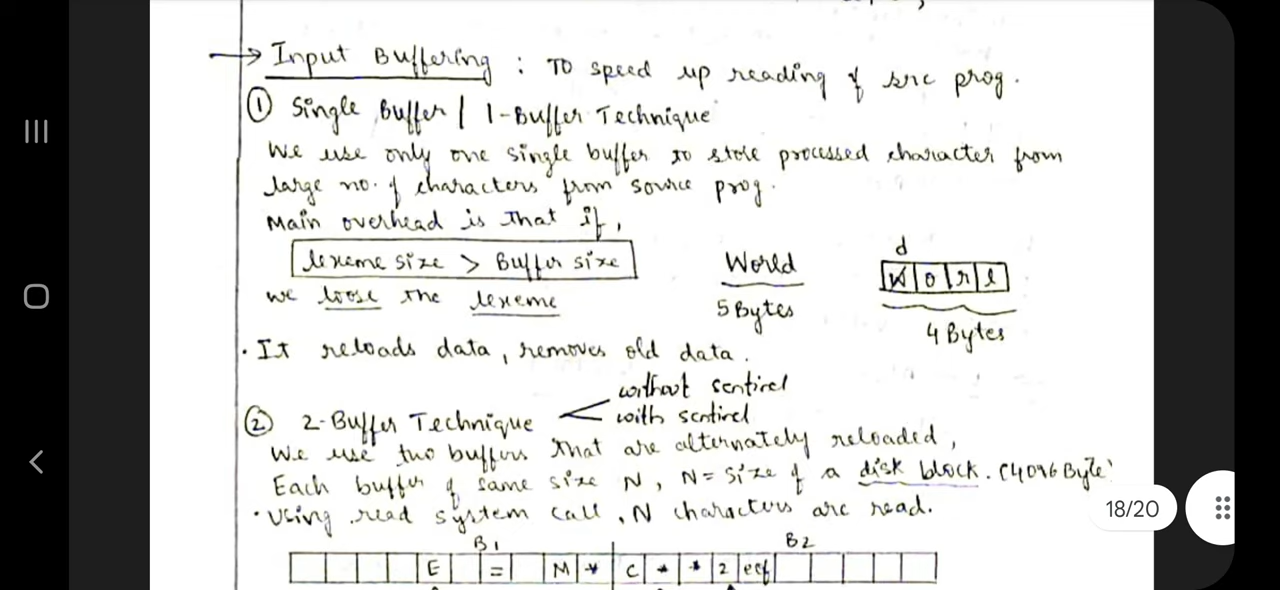 → Input Buffering : To speed up reading of src prog.
① Single Buffer / 1-Buffer Technique
We use only one single buffer to store processed character from
large no. of characters from source prog.
Main overhead is that if,
lexeme size > Buffer size
we loose the lexeme
World
5 Bytes
d
W o r l
4 Bytes
· It reloads data, removes old data.
② 2-Buffer Technique
without sentinel
with sentinel
We use two buffers that are alternately reloaded,
Each buffer of same size N, N = size of a disk block. (4096 Byte)
· Using read system call, N characters are read.
B1 B2
E = M * C * * 2 eof
18/20